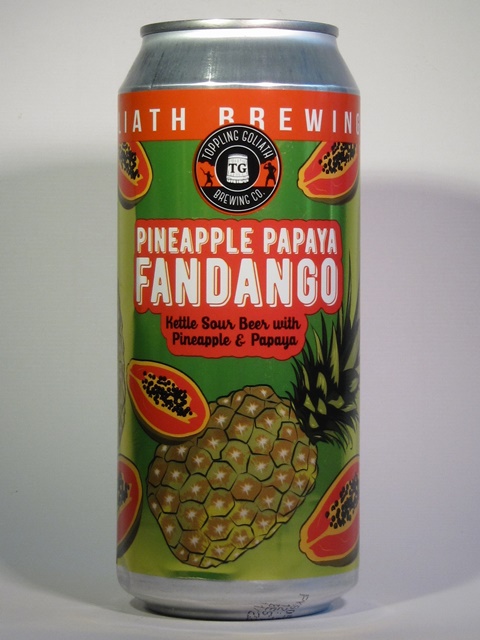 LIATH BREWING
TOPPLING GOLIATH
TG
BREWING CO.
PINEAPPLE PAPAYA
FANDANGO
Kettle Sour Beer with
Pineapple & Papaya